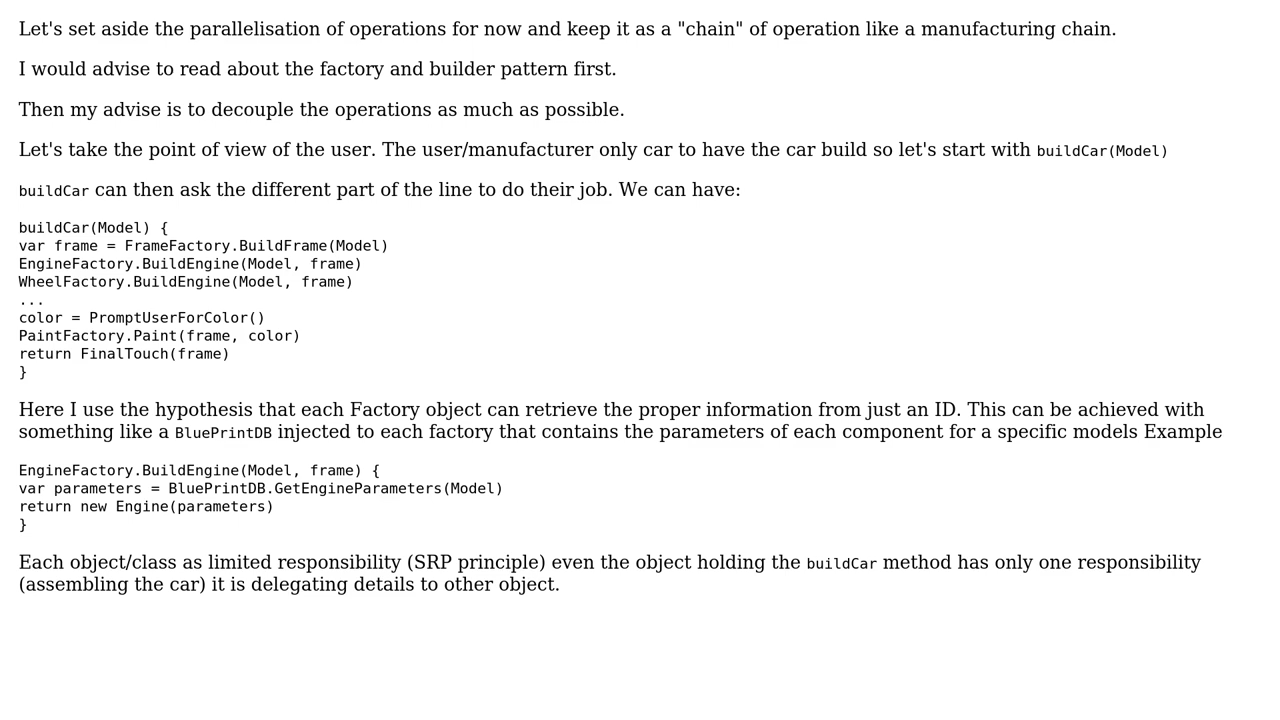 Let's set aside the parallelisation of operations for now and keep it as a "chain" of operation like a manufacturing chain.
I would advise to read about the factory and builder pattern first.
Then my advise is to decouple the operations as much as possible.
Let's take the point of view of the user. The user/manufacturer only car to have the car build so let's start with buildCar(Model)
buildCar can then ask the different part of the line to do their job. We can have:
buildCar(Model) {
var frame = FrameFactory.BuildFrame(Model)
EngineFactory.BuildEngine(Model, frame)
WheelFactory.BuildEngine(Model, frame)
...
color = PromptUserForColor()
PaintFactory.Paint(frame, color)
return FinalTouch(frame)
}
Here I use the hypothesis that each Factory object can retrieve the proper information from just an ID. This can be achieved with
something like a BluePrintDB injected to each factory that contains the parameters of each component for a specific models Example
EngineFactory.BuildEngine(Model, frame) {
var parameters = BluePrintDB.GetEngineParameters(Model)
return new Engine(parameters)
}
Each object/class as limited responsibility (SRP principle) even the object holding the buildCar method has only one responsibility
(assembling the car) it is delegating details to other object.